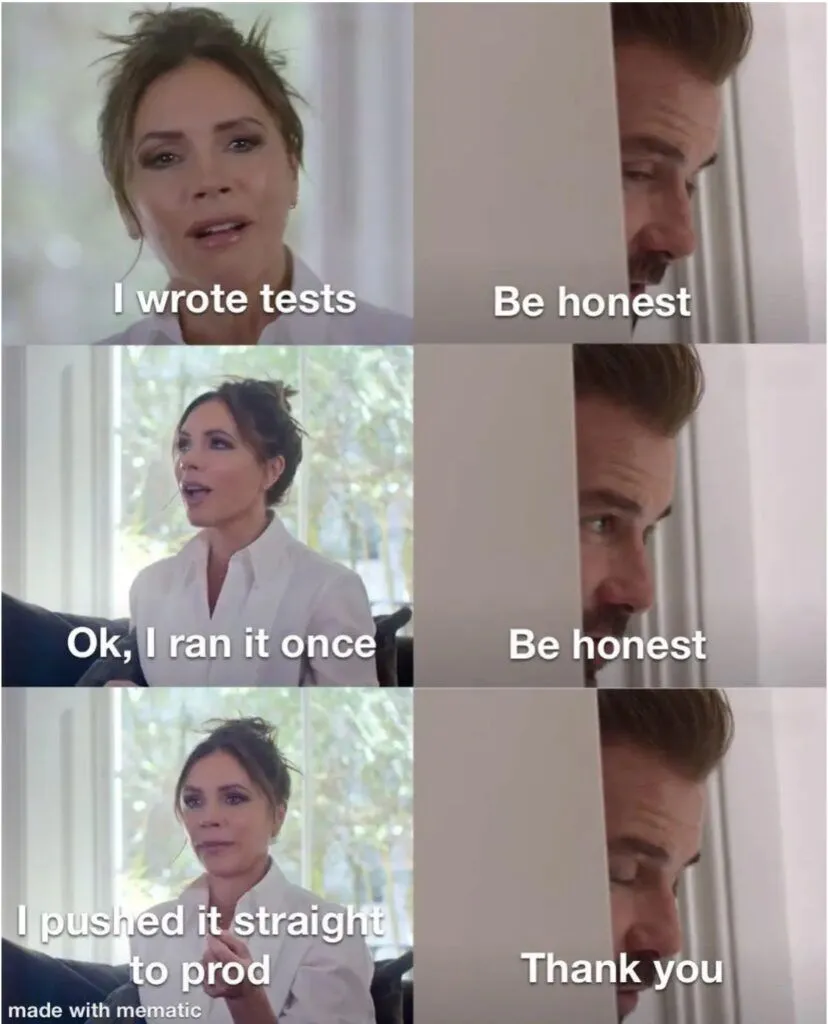 I wrote tests
Be honest
Ok, I ran it once
Be honest
I pushed it straight
to prod
Thank you
made with mematic